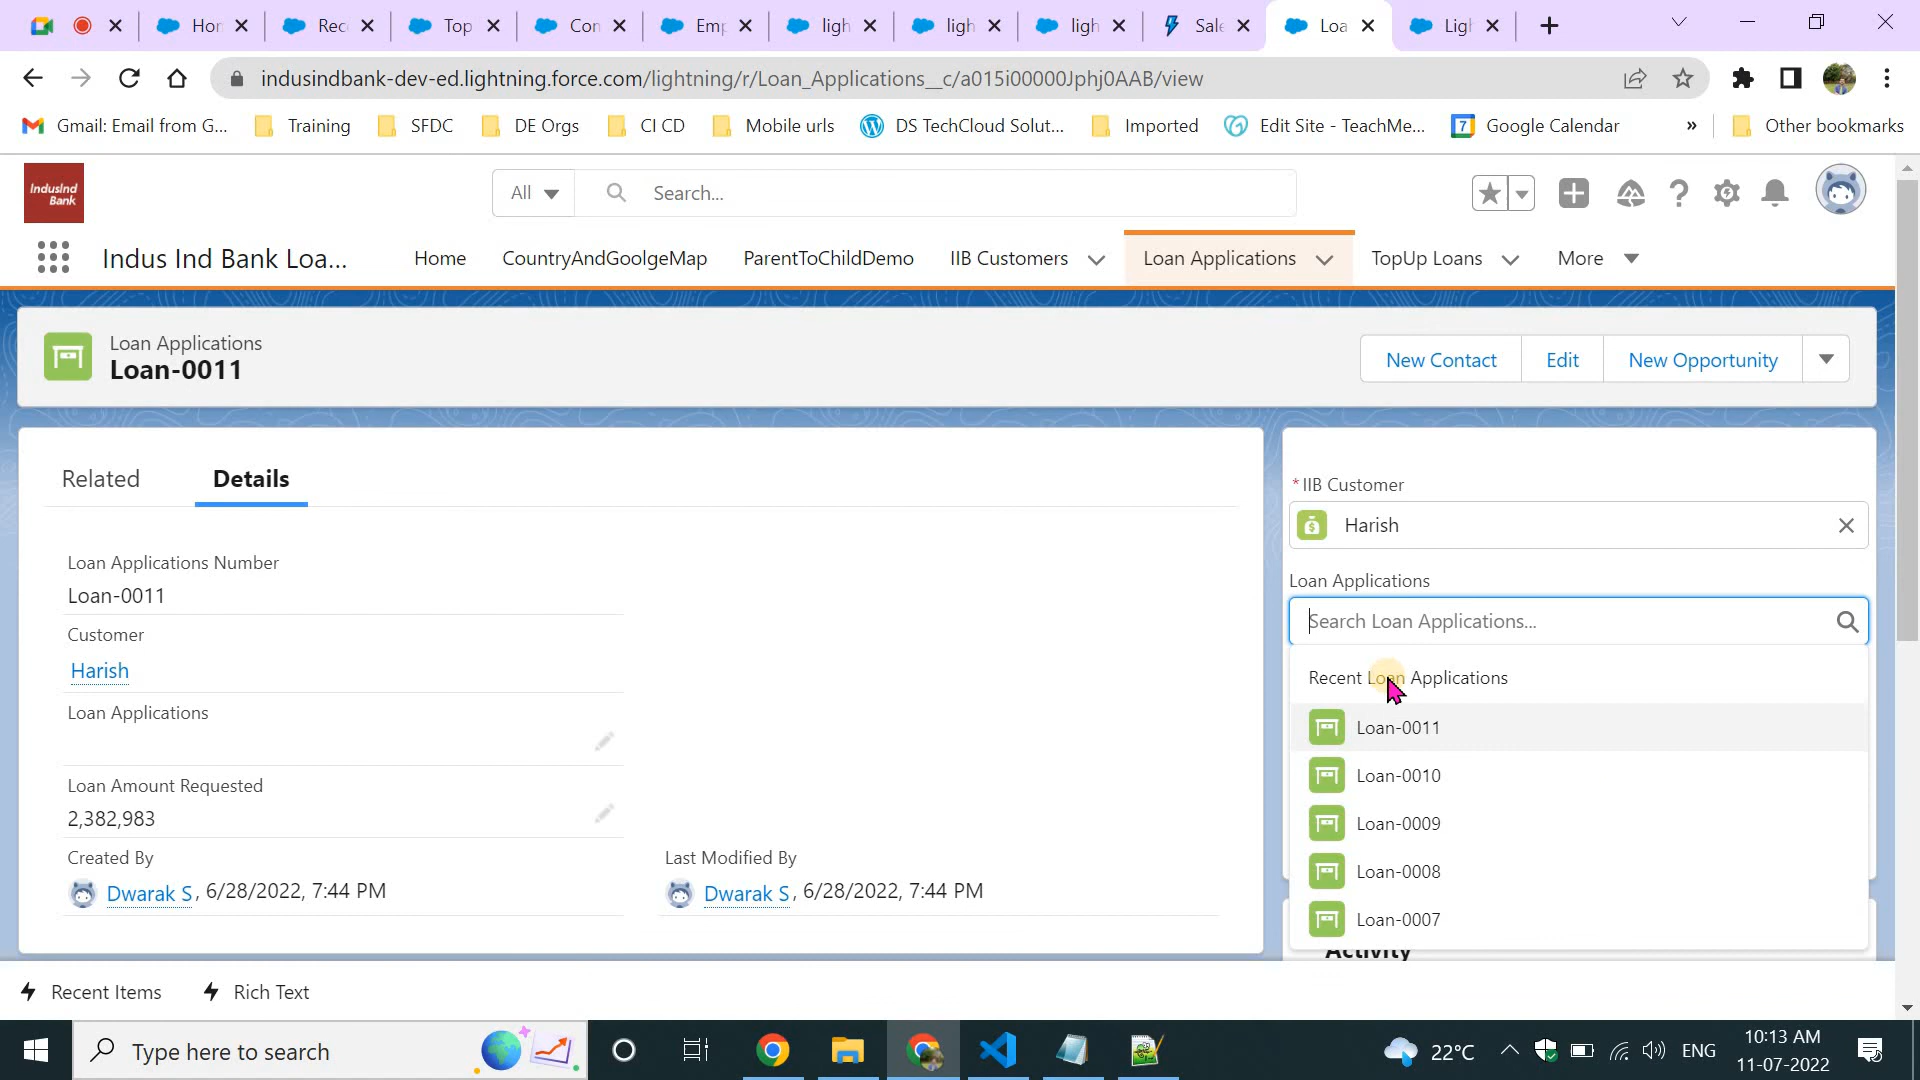 Hor
Rec
Top
Con
Emp
ligh
ligh
ligh
Sale
Loa
Ligh
indusindbank-dev-ed.lightning.force.com/lightning/r/Loan_Applications__c/a015i00000Jphj0AAB/view
Gmail: Email from G...
Training
SFDC
DE Orgs
CI CD
Mobile urls
DS TechCloud Solut...
Imported
Edit Site - TeachMe...
7
Google Calendar
»
Other bookmarks
IndusInd
Bank
All
Search...
Indus Ind Bank Loa...
Home
CountryAndGoolgeMap
ParentToChildDemo
IIB Customers
Loan Applications
TopUp Loans
More
Loan Applications
Loan-0011
New Contact
Edit
New Opportunity
Related
Details
Loan Applications Number
Loan-0011
Customer
Harish
Loan Applications
Loan Amount Requested
2,382,983
Created By
Dwarak S, 6/28/2022, 7:44 PM
Last Modified By
Dwarak S, 6/28/2022, 7:44 PM
*IIB Customer
Harish
Loan Applications
Search Loan Applications...
Recent Loan Applications
Loan-0011
Loan-0010
Loan-0009
Loan-0008
Loan-0007
Activity
Recent Items
Rich Text
Type here to search
22°C
ENG
10:13 AM
11-07-2022